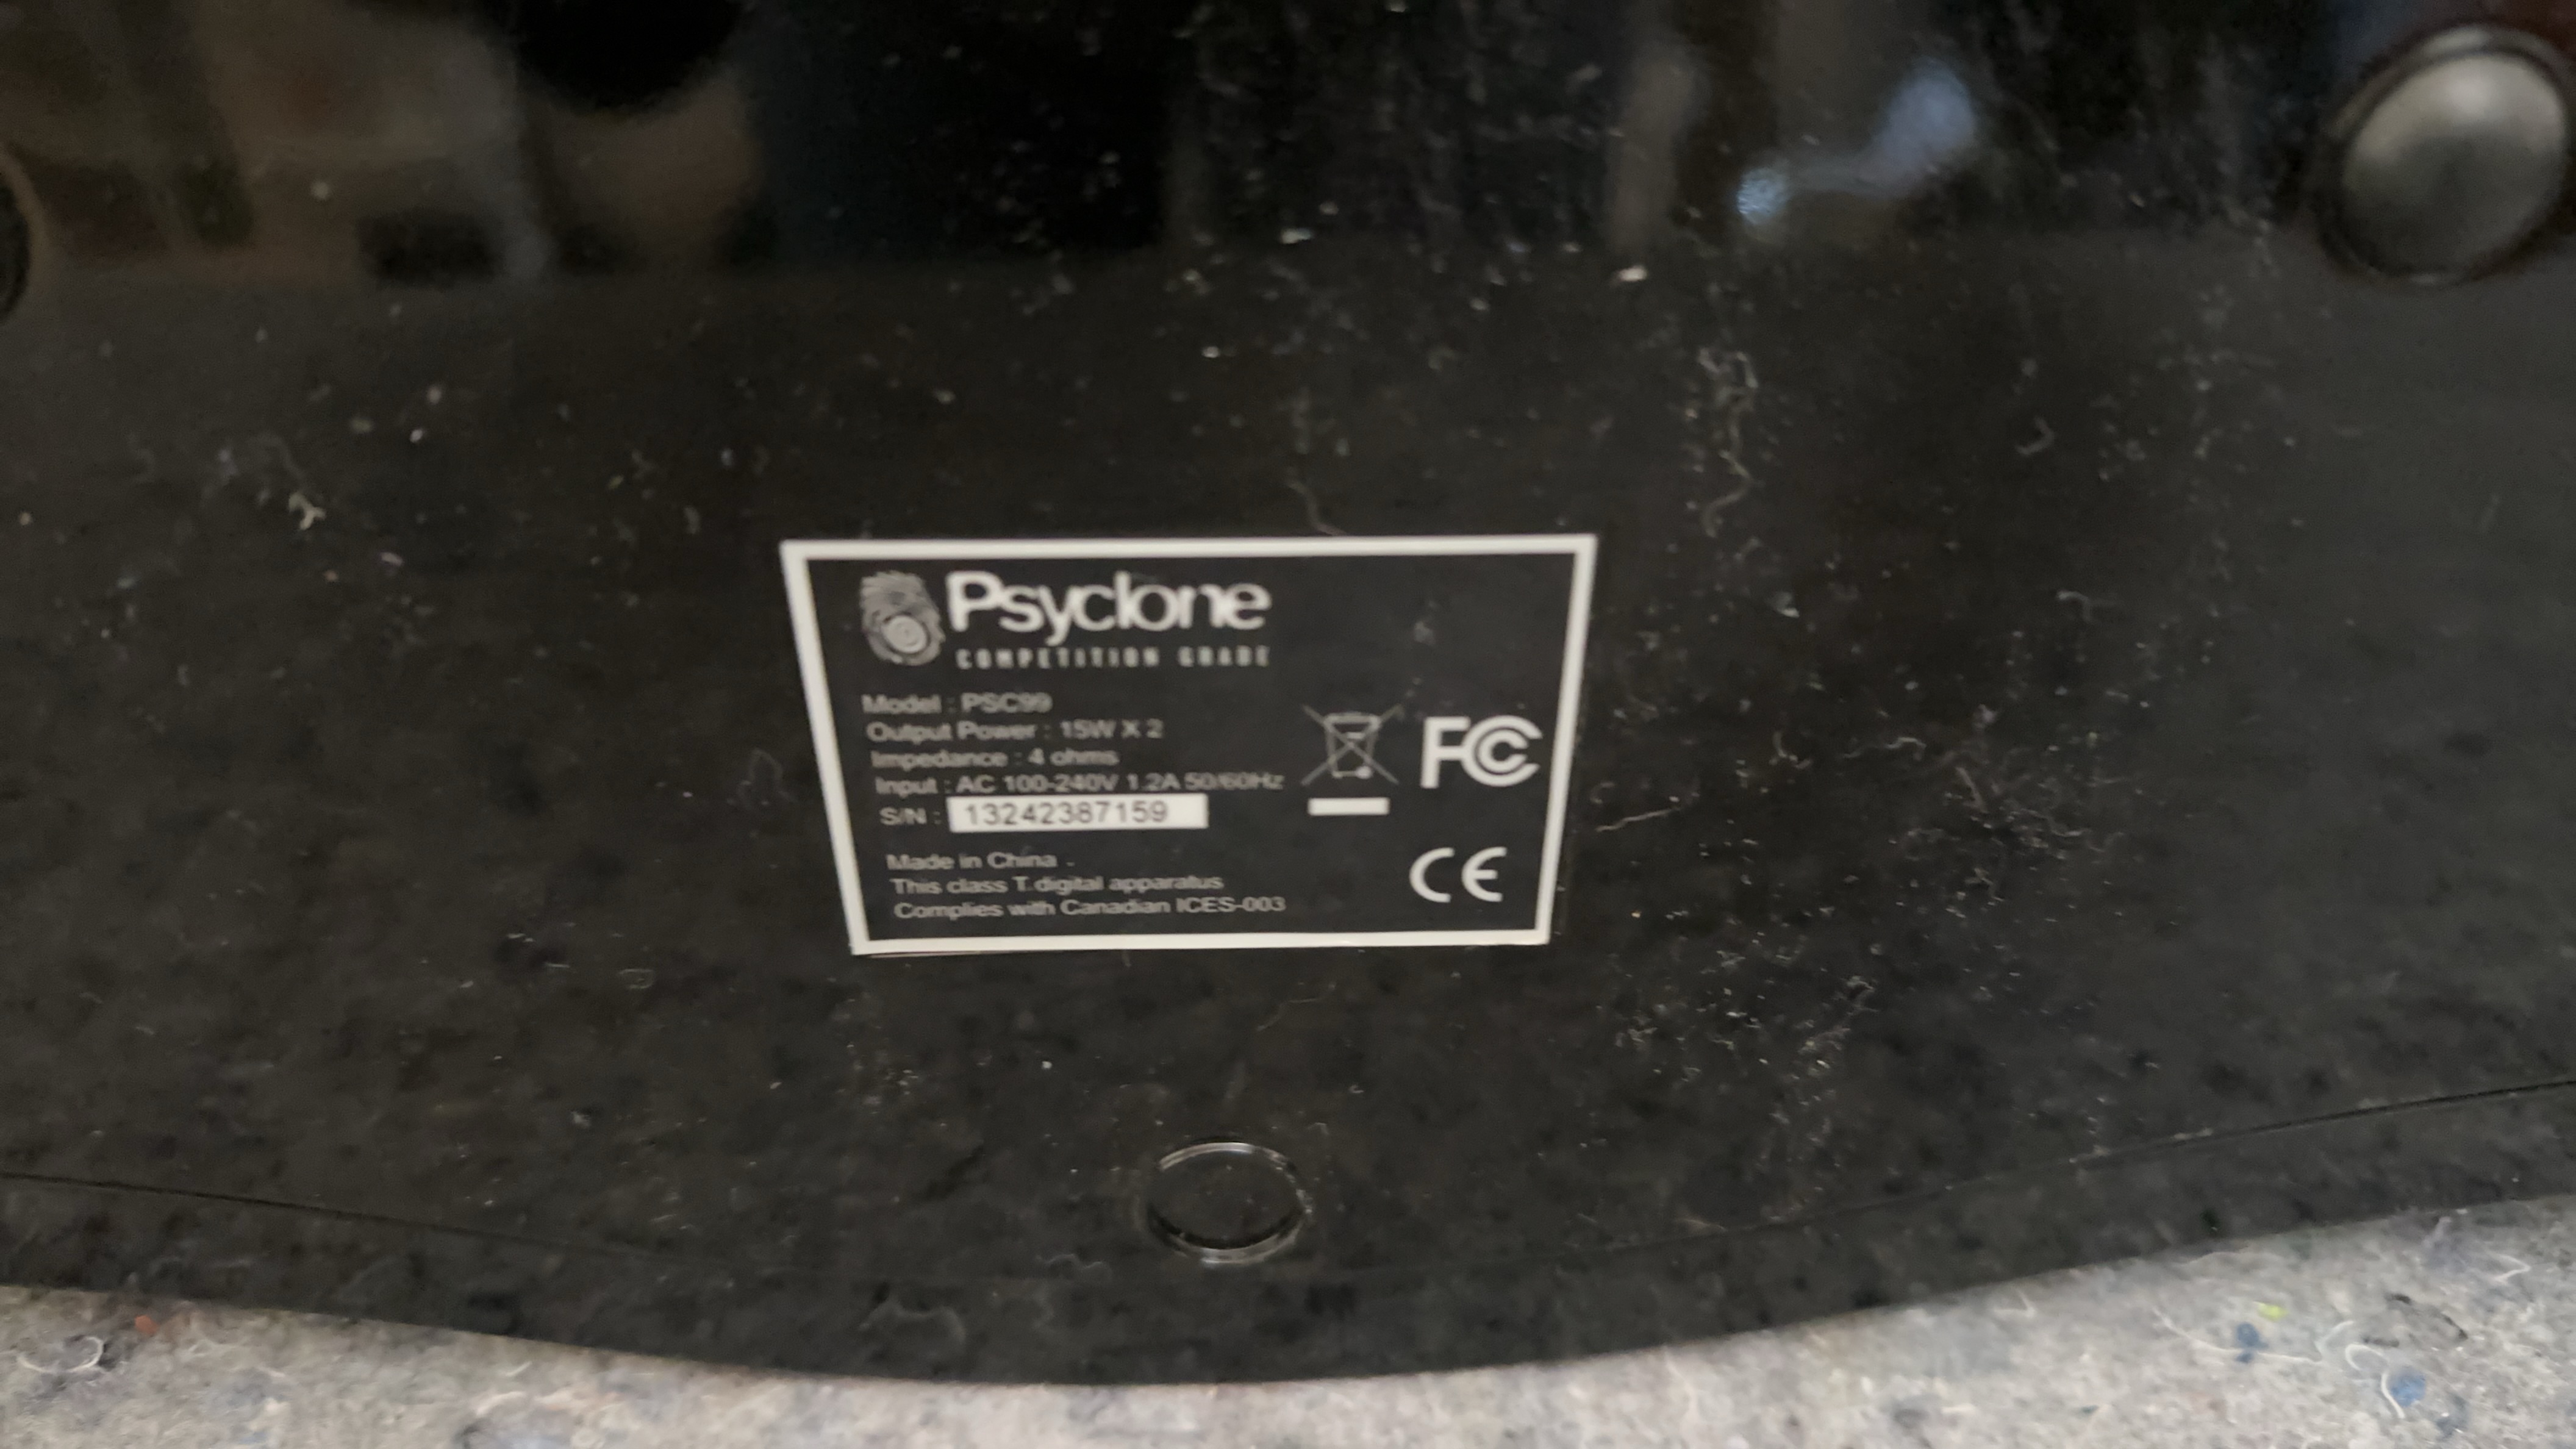 Psyclone
COMPETITION GRADE
Model : PSC99
Output Power : 15W X 2
Impedance : 4 ohms
Input : AC 100-240V 1.2A 50/60Hz
S/N : 13242387159
Made in China
This class T digital apparatus
Complies with Canadian ICES-003
FC
CE